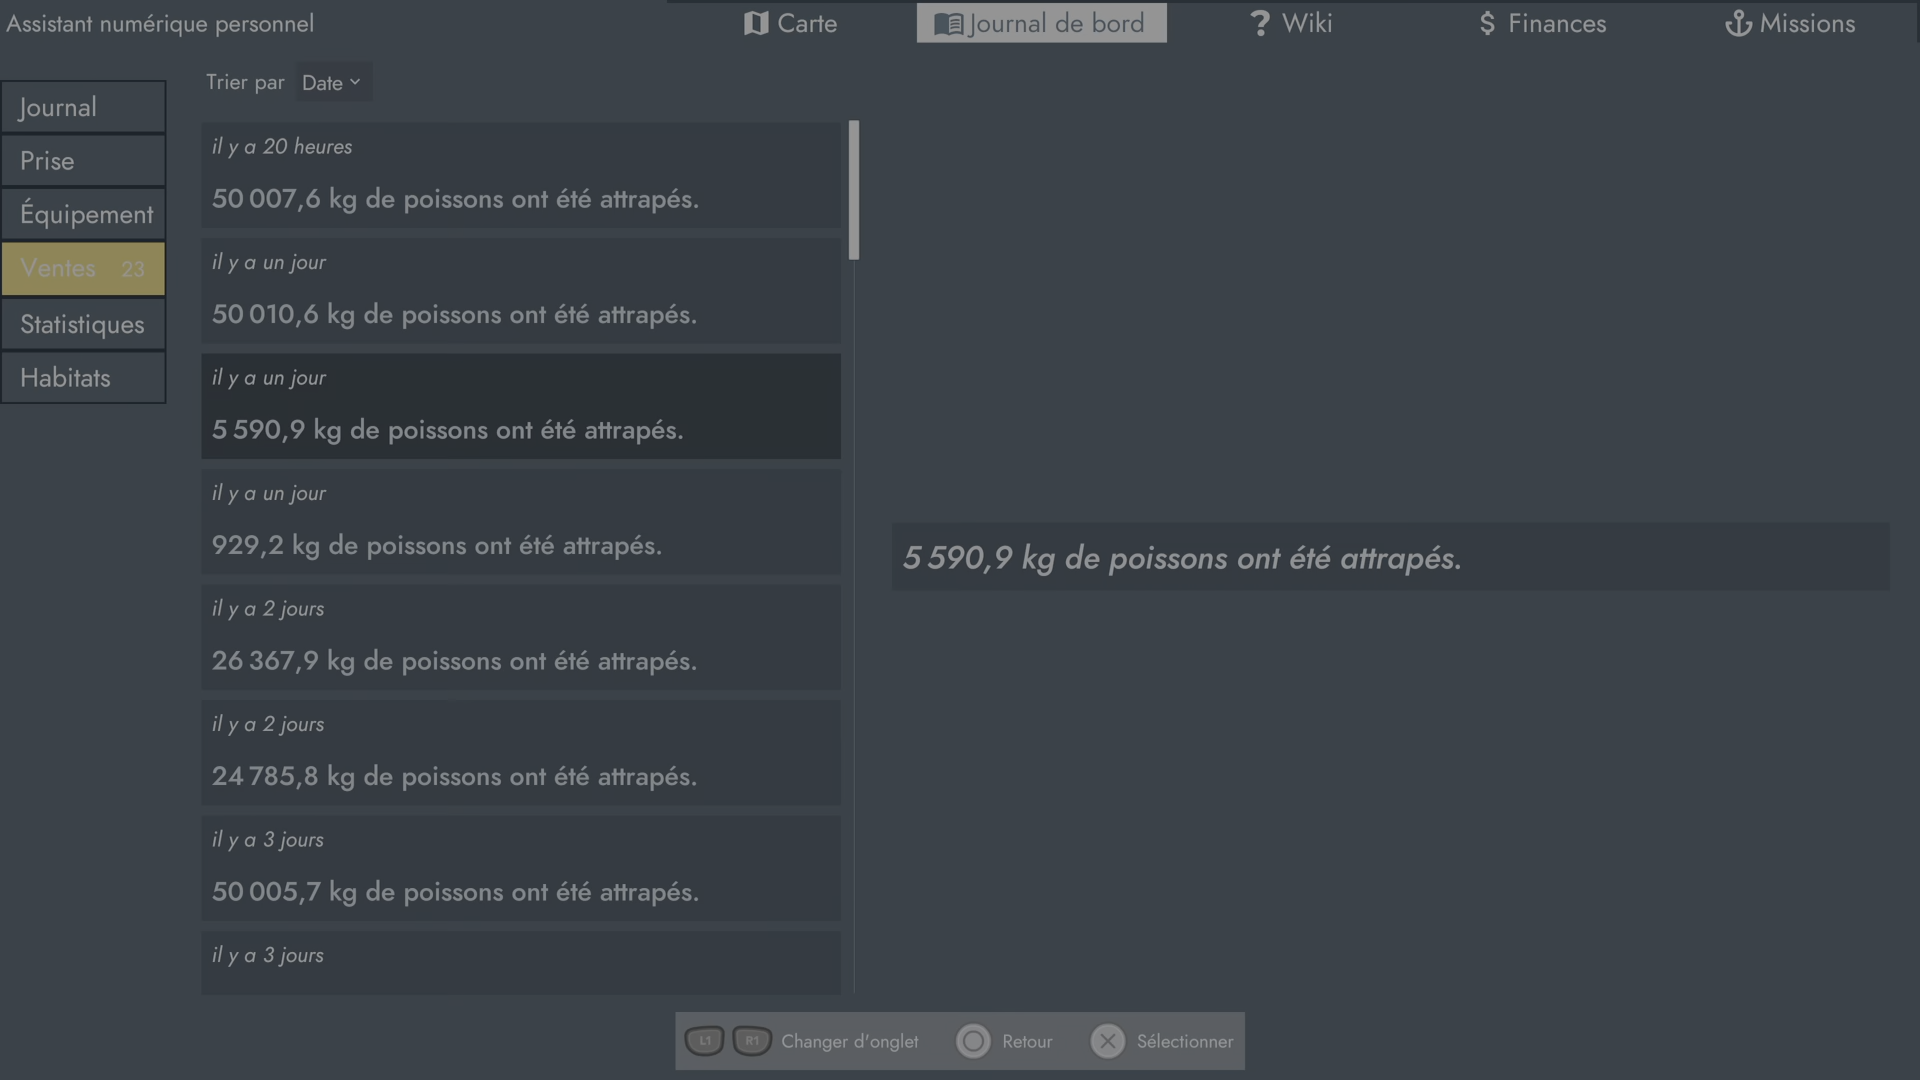 Assistant numérique personnel
Carte
Journal de bord
? Wiki
$ Finances
Missions
Trier par Date
Journal
Prise
Équipement
Ventes 23
Statistiques
Habitats
il y a 20 heures
50 007,6 kg de poissons ont été attrapés.
il y a un jour
50 010,6 kg de poissons ont été attrapés.
il y a un jour
5 590,9 kg de poissons ont été attrapés.
il y a un jour
929,2 kg de poissons ont été attrapés.
il y a 2 jours
26 367,9 kg de poissons ont été attrapés.
il y a 2 jours
24 785,8 kg de poissons ont été attrapés.
il y a 3 jours
50 005,7 kg de poissons ont été attrapés.
il y a 3 jours
5 590,9 kg de poissons ont été attrapés.
L1 R1 Changer d'onglet
Retour
Sélectionner